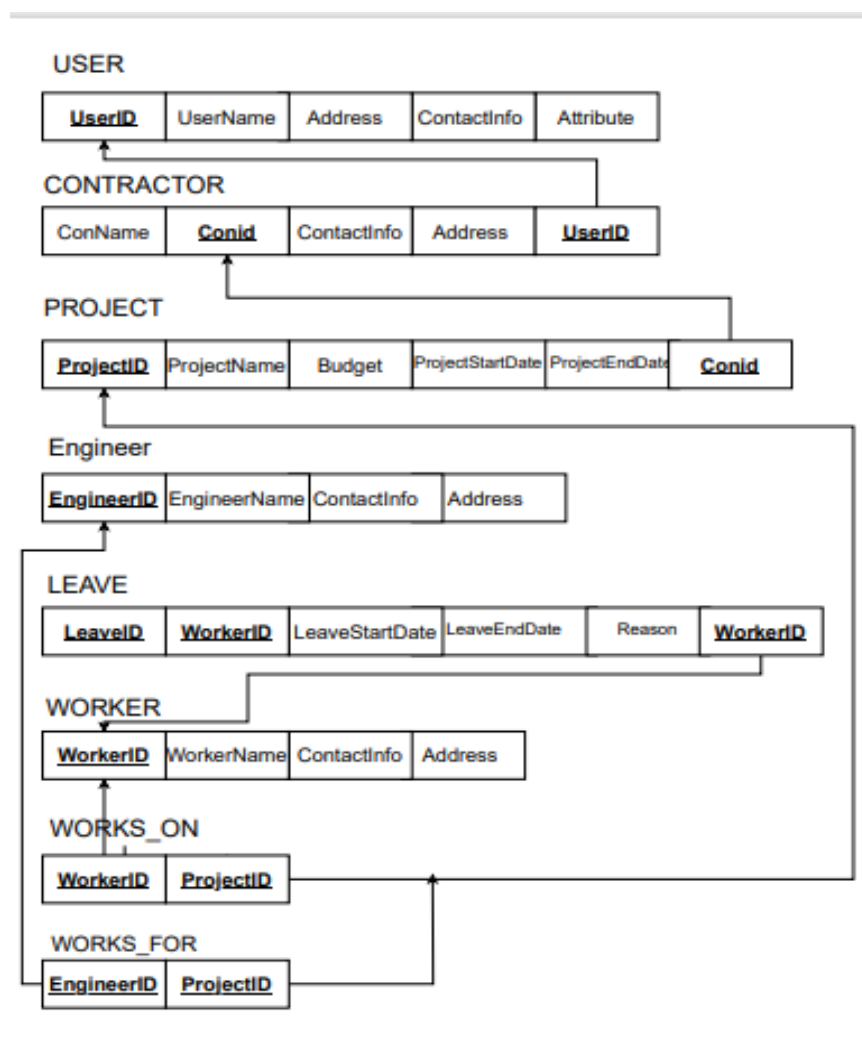 USER
UserID UserName Address ContactInfo Attribute
CONTRACTOR
ConName Conid ContactInfo Address UserID
PROJECT
ProjectID ProjectName Budget ProjectStartDate ProjectEndDate Conid
Engineer
EngineerID EngineerName ContactInfo Address
LEAVE
LeaveID WorkerID LeaveStartDate LeaveEndDate Reason WorkerID
WORKER
WorkerID WorkerName ContactInfo Address
WORKS_ON
WorkerID ProjectID
WORKS_FOR
EngineerID ProjectID